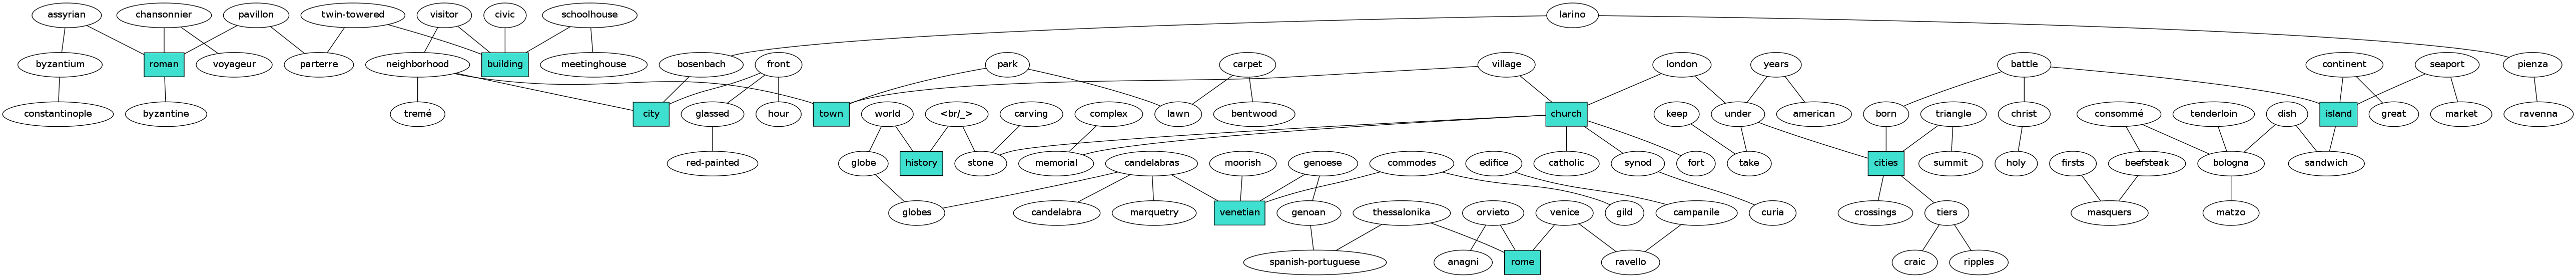 assyrian chansonnier pavillon twin-towered visitor civic schoolhouse larino
byzantium roman voyageur parterre neighborhood building meetinghouse bosenbach front park carpet village london years battle continent seaport pienza
constantinople byzantine tremé city glassed hour town world <br/_> carving complex lawn bentwood church keep under american born triangle christ consommé tenderloin dish island great market ravenna
red-painted globe history stone memorial candelabras moorish genoese commodes edifice catholic synod fort take cities summit holy firsts beefsteak bologna sandwich
globes candelabra marquetry venetian genoan thessalonika orvieto venice gild campanile curia crossings tiers masquers matzo
spanish-portuguese anagni rome ravello craic ripples